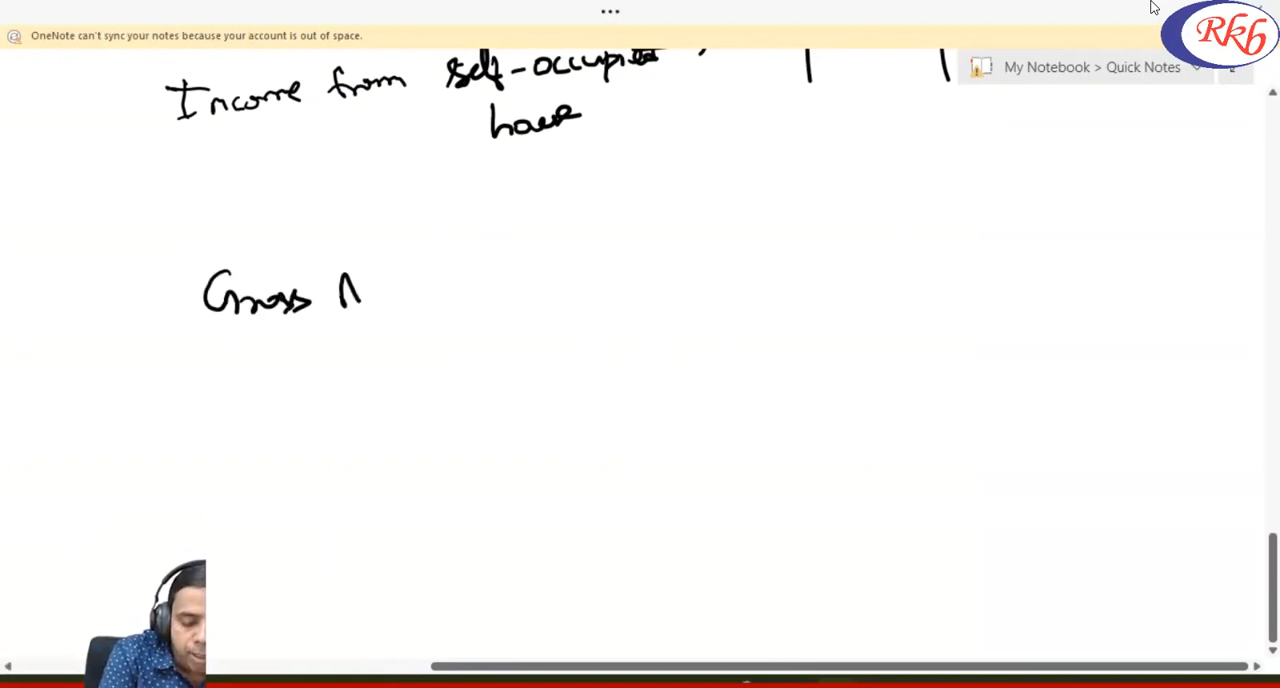 RKb
OneNote can't sync your notes because your account is out of space.
My Notebook > Quick Notes
Income from self-occupied
house
Gross A